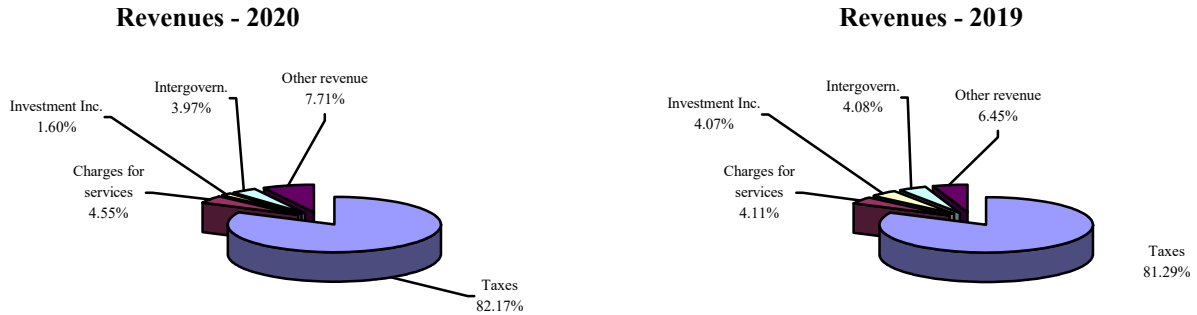 Revenues - 2020
Other revenue
7.71%
Intergovern.
3.97%
Investment Inc.
1.60%
Charges for
services
4.55%
Taxes
82.17%
Revenues - 2019
Intergovern.
4.08%
Other revenue
6.45%
Investment Inc.
4.07%
Charges for
services
4.11%
Taxes
81.29%